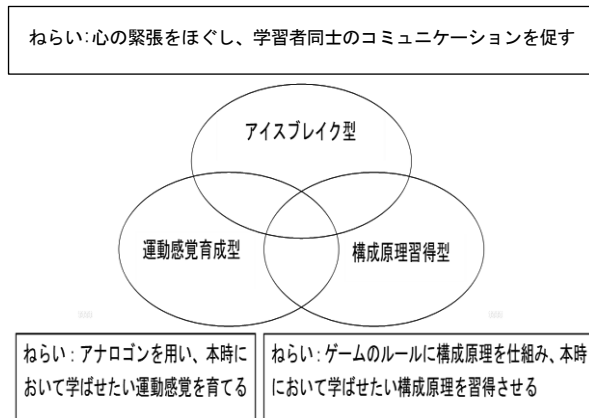 ねらい：心の緊張をほぐし、学習者同士のコミュニケーションを促す
アイスブレイク型
運動感覚育成型
構成原理習得型
ねらい：アナロゴンを用い、本時に
おいて学ばせたい運動感覚を育てる
ねらい：ゲームのルールに構成原理を仕組み、本時
において学ばせたい構成原理を習得させる